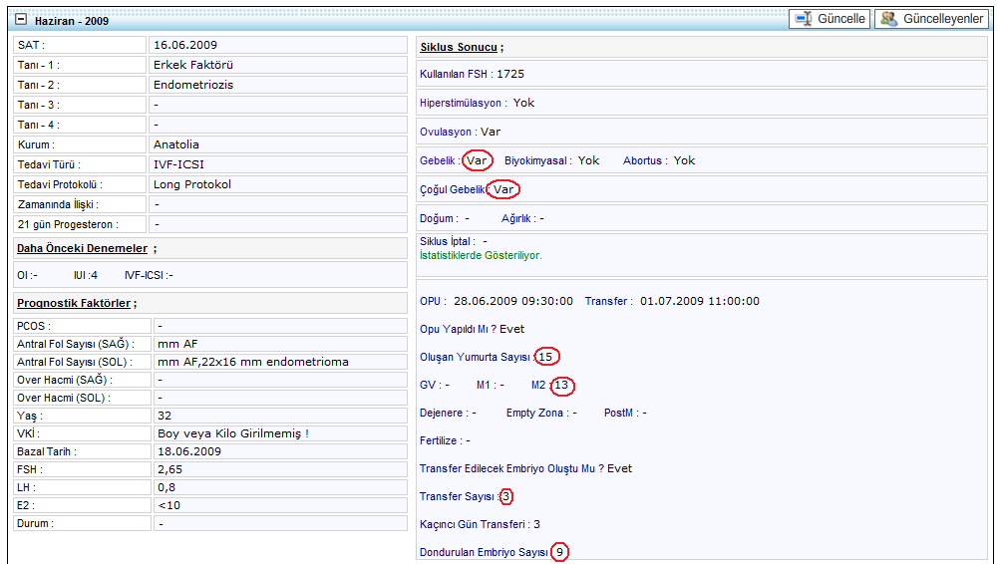 Haziran - 2009
Güncelle
Güncelleyenler
SAT : 16.06.2009
Tanı - 1 : Erkek Faktörü
Tanı - 2 : Endometriozis
Tanı - 3 : -
Tanı - 4 : -
Kurum : Anatolia
Tedavi Türü : IVF-ICSI
Tedavi Protokolü : Long Protokol
Zamanında İlişki : -
21 gün Progesteron : -
Daha Önceki Denemeler ;
OI :- IUI :4 IVF-ICSI :-
Prognostik Faktörler ;
PCOS : -
Antral Fol Sayısı (SAĞ) : mm AF
Antral Fol Sayısı (SOL) : mm AF,22x16 mm endometrioma
Over Hacmi (SAĞ) : -
Over Hacmi (SOL) : -
Yaş : 32
VKİ : Boy veya Kilo Girilmemiş !
Bazal Tarih : 18.06.2009
FSH : 2,65
LH : 0,8
E2 : <10
Durum : -
Siklus Sonucu ;
Kullanılan FSH : 1725
Hiperstimülasyon : Yok
Ovulasyon : Var
Gebelik : Var Biyokimyasal : Yok Abortus : Yok
Çoğul Gebelik : Var
Doğum : - Ağırlık : -
Siklus İptal : -
İstatistiklerde Gösteriliyor.
OPU : 28.06.2009 09:30:00 Transfer : 01.07.2009 11:00:00
Opu Yapıldı Mı ? Evet
Oluşan Yumurta Sayısı : 15
GV : - M1 : - M2 : 13
Dejenere : - Empty Zona : - PostM : -
Fertilize : -
Transfer Edilecek Embriyo Oluştu Mu ? Evet
Transfer Sayısı : 3
Kaçıncı Gün Transferi : 3
Dondurulan Embriyo Sayısı : 9